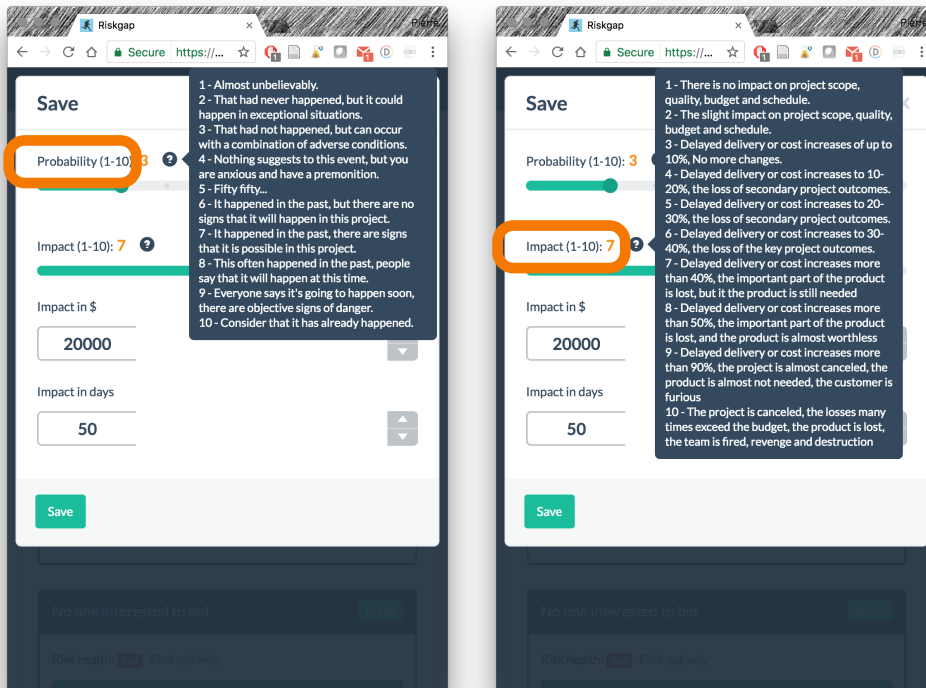 Riskgap
Pierre
Secure https://...
Save
1 - Almost unbelievably.
2 - That had never happened, but it could
happen in exceptional situations.
3 - That had not happened, but can occur
with a combination of adverse conditions.
4 - Nothing suggests to this event, but you
are anxious and have a premonition.
5 - Fifty fifty...
6 - It happened in the past, but there are no
signs that it will happen in this project.
7 - It happened in the past, there are signs
that it is possible in this project.
8 - This often happened in the past, people
say that it will happen at this time.
9 - Everyone says it's going to happen soon,
there are objective signs of danger.
10 - Consider that it has already happened.
Probability (1-10) 3
Impact (1-10): 7
Impact in $
20000
Impact in days
50
Save
No one interested to bid
Risk health: Find out why
Riskgap
Pierre
Secure https://...
Save
1 - There is no impact on project scope,
quality, budget and schedule.
2 - The slight impact on project scope, quality,
budget and schedule.
3 - Delayed delivery or cost increases of up to
10%, No more changes.
4 - Delayed delivery or cost increases to 10-
20%, the loss of secondary project outcomes.
5 - Delayed delivery or cost increases to 20-
30%, the loss of secondary project outcomes.
6 - Delayed delivery or cost increases to 30-
40%, the loss of the key project outcomes.
7 - Delayed delivery or cost increases more
than 40%, the important part of the product
is lost, but it the product is still needed
8 - Delayed delivery or cost increases more
than 50%, the important part of the product
is lost, and the product is almost worthless
9 - Delayed delivery or cost increases more
than 90%, the project is almost canceled, the
product is almost not needed, the customer is
furious
10 - The project is canceled, the losses many
times exceed the budget, the product is lost,
the team is fired, revenge and destruction
Probability (1-10): 3
Impact (1-10): 7
Impact in $
20000
Impact in days
50
Save
No one interested to bid
Risk health: Find out why